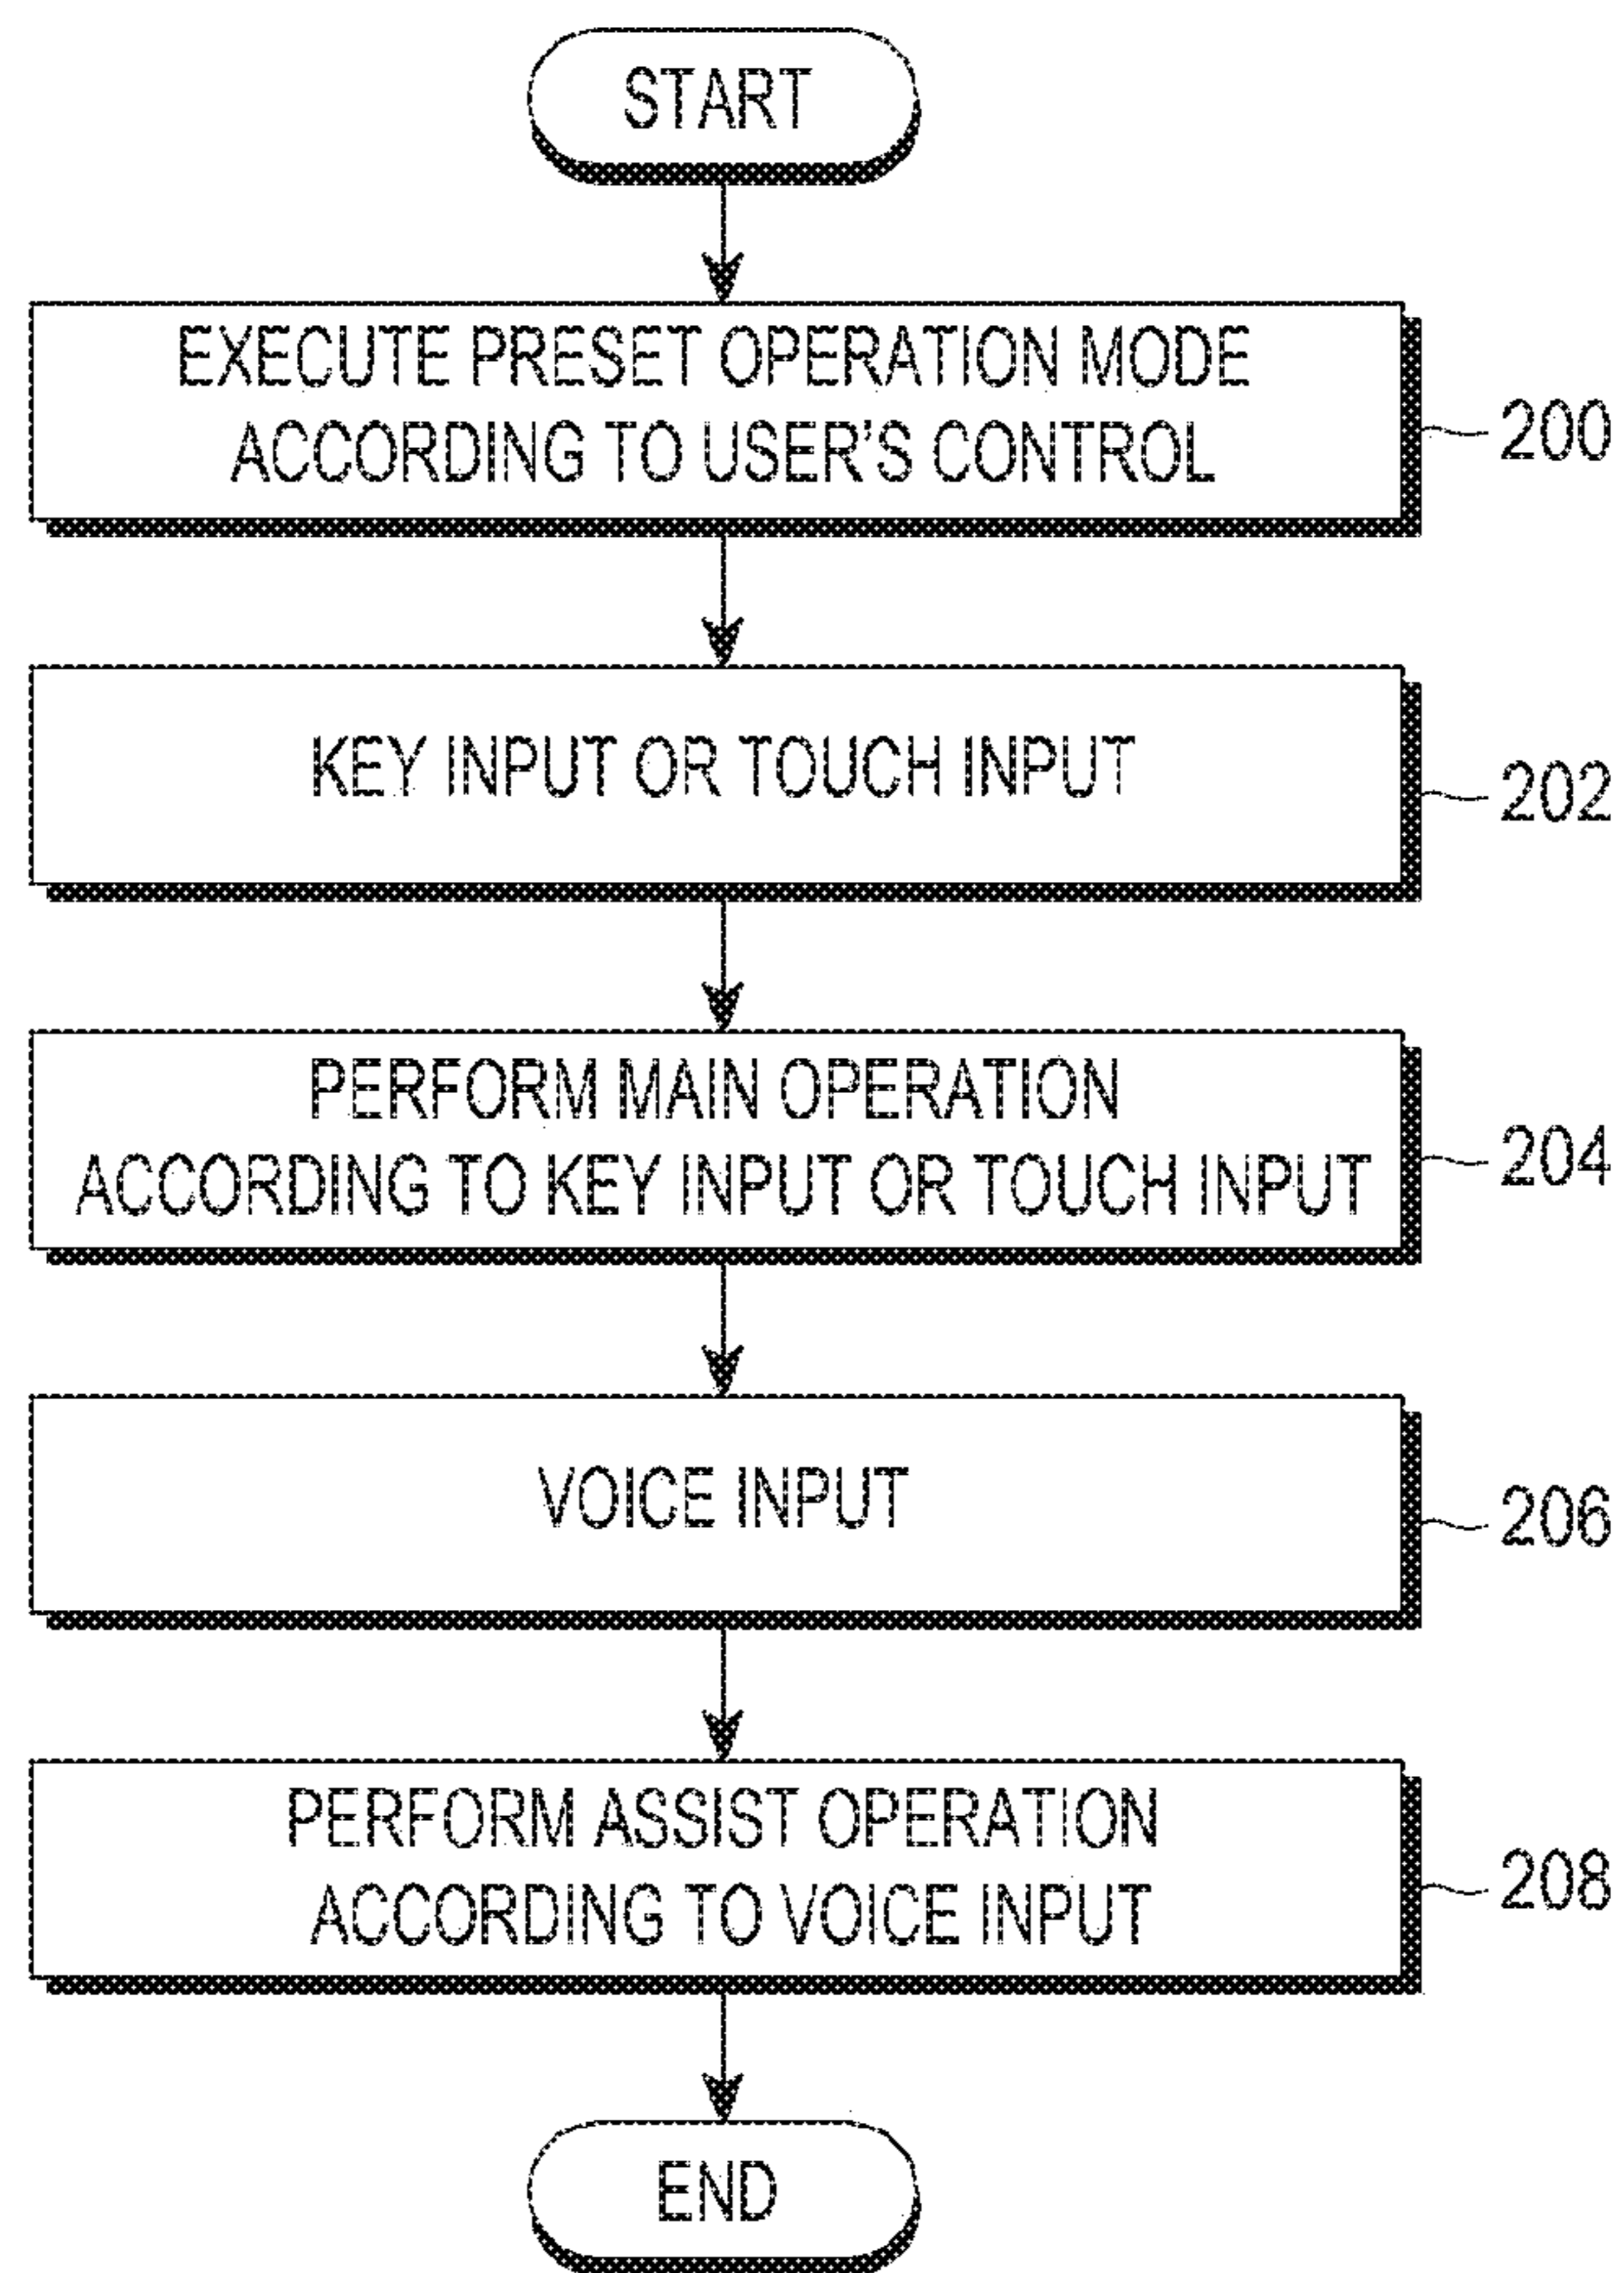 START
EXECUTE PRESET OPERATION MODE
ACCORDING TO USER'S CONTROL
200
KEY INPUT OR TOUCH INPUT
202
PERFORM MAIN OPERATION
ACCORDING TO KEY INPUT OR TOUCH INPUT
204
VOICE INPUT
206
PERFORM ASSIST OPERATION
ACCORDING TO VOICE INPUT
208
END